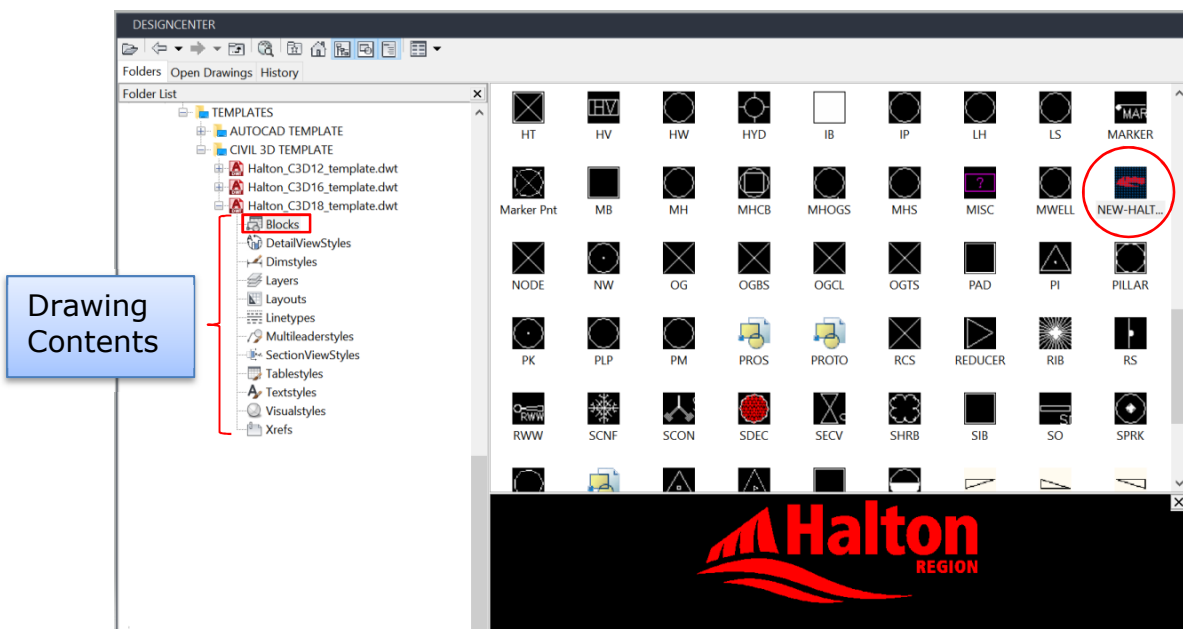 DESIGNCENTER
Folders Open Drawings History
Folder List
TEMPLATES
AUTOCAD TEMPLATE
CIVIL 3D TEMPLATE
Halton_C3D12_template.dwt
Halton_C3D16_template.dwt
Halton_C3D18_template.dwt
Blocks
DetailViewStyles
Dimstyles
Layers
Layouts
Linetypes
Multileaderstyles
SectionViewStyles
Tablestyles
Textstyles
Visualstyles
Xrefs
Drawing
Contents
HV MAR
HT HV HW HYD IB IP LH LS MARKER
?
Marker Pnt MB MH MHCB MHOGS MHS MISC MWELL NEW-HALT...
NODE NW OG OGBS OGCL OGTS PAD PI PILLAR
PK PLP PM PROS PROTO RCS REDUCER RIB RS
RWW
RWW SCNF SCON SDEC SECV SHRB SIB SO SPRK
Halton
REGION